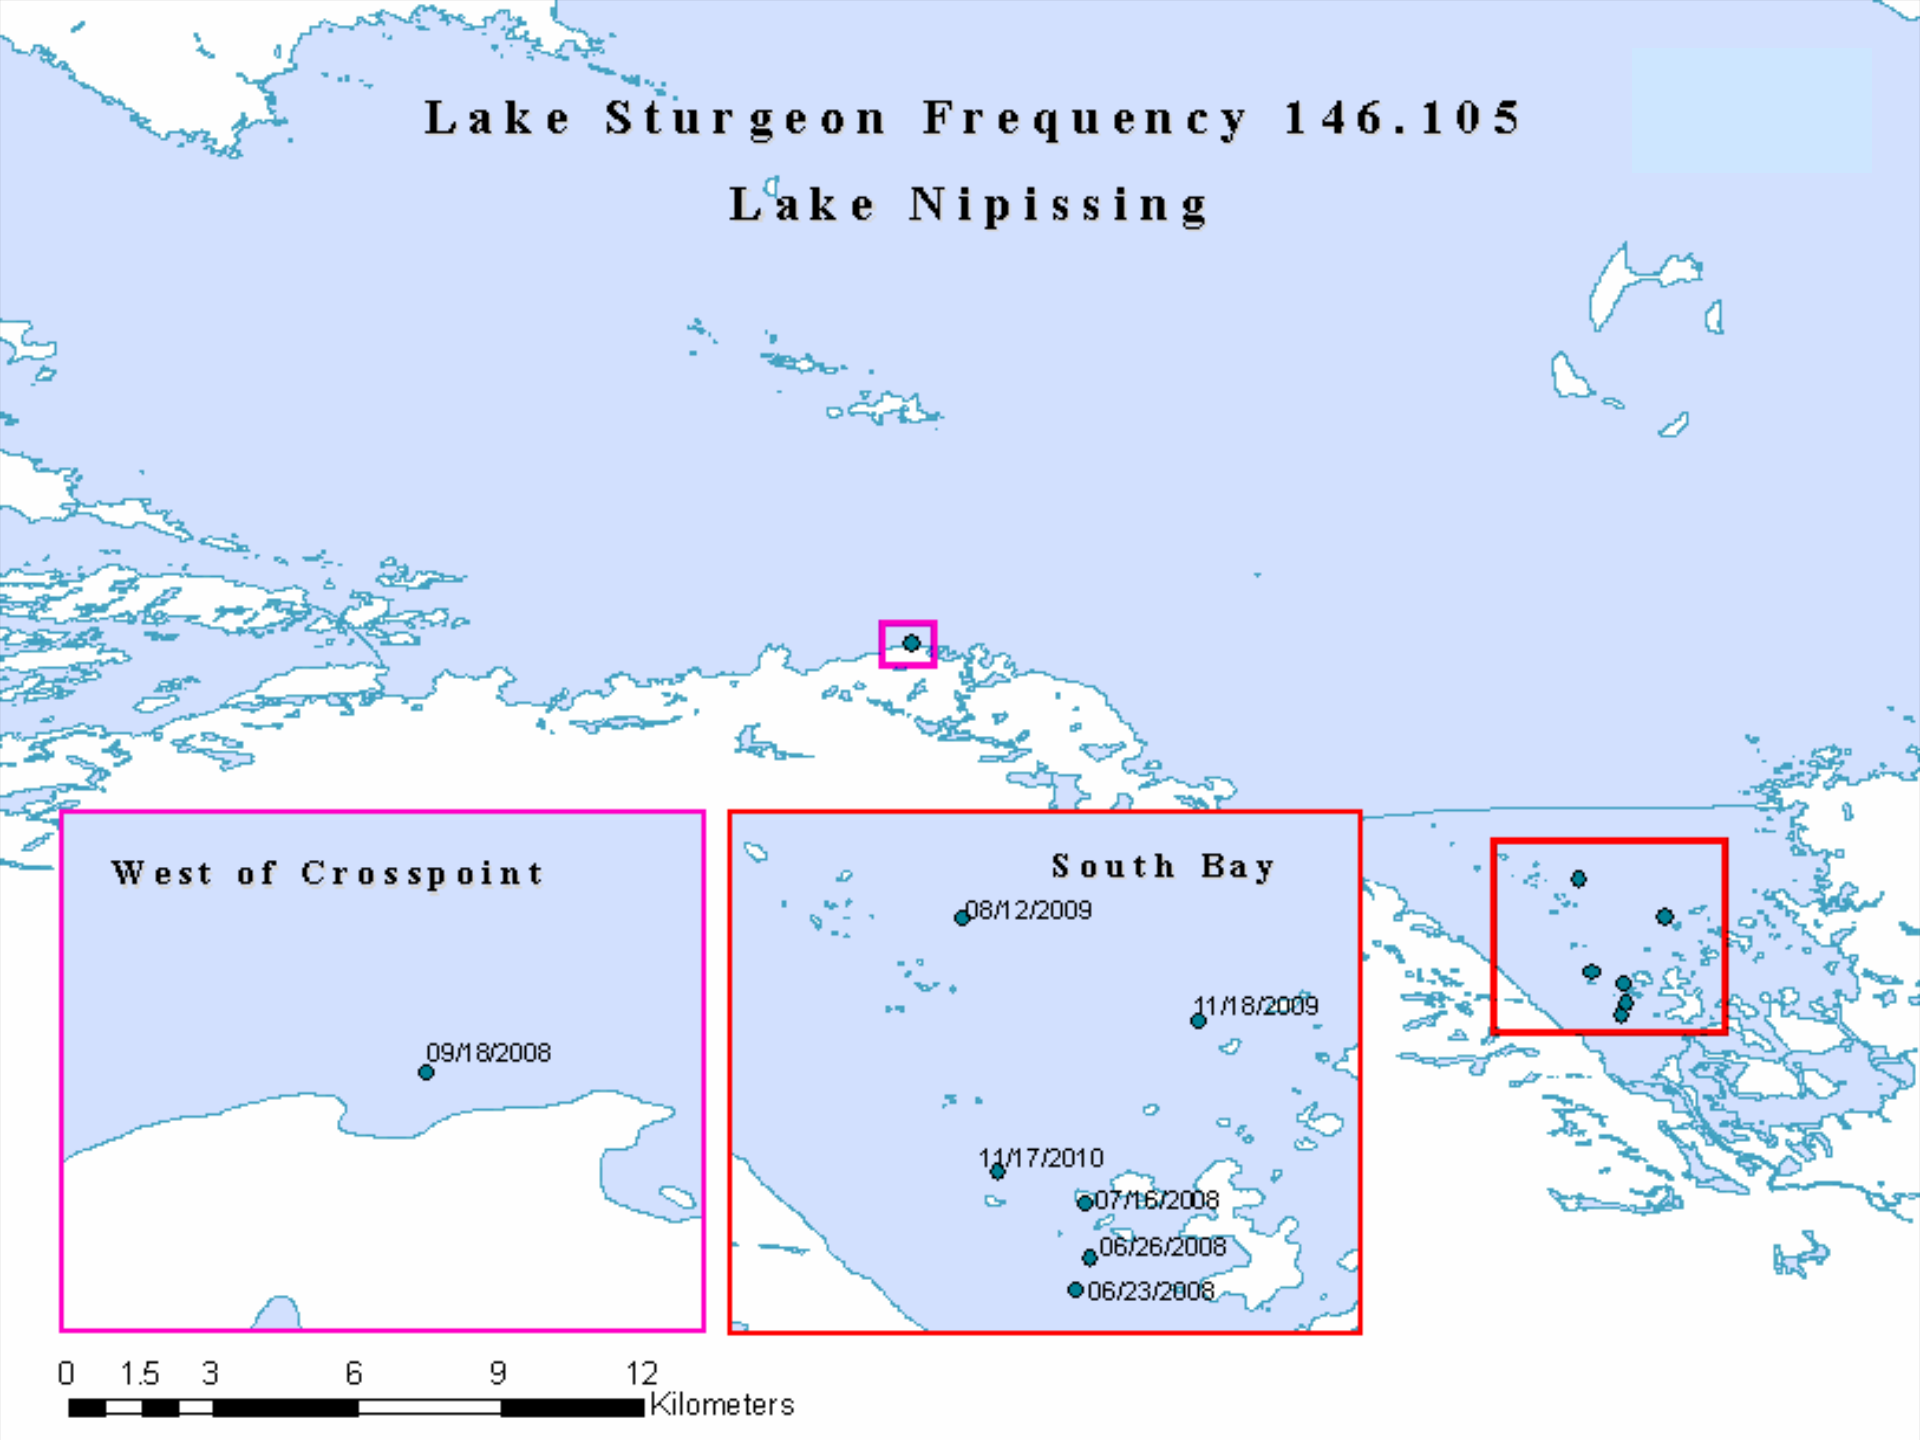 Lake Sturgeon Frequency 146.105
Lake Nipissing
West of Crosspoint
09/18/2008
South Bay
08/12/2009
11/18/2009
11/17/2010
07/16/2008
06/26/2008
06/23/2008
0 1.5 3 6 9 12
Kilometers